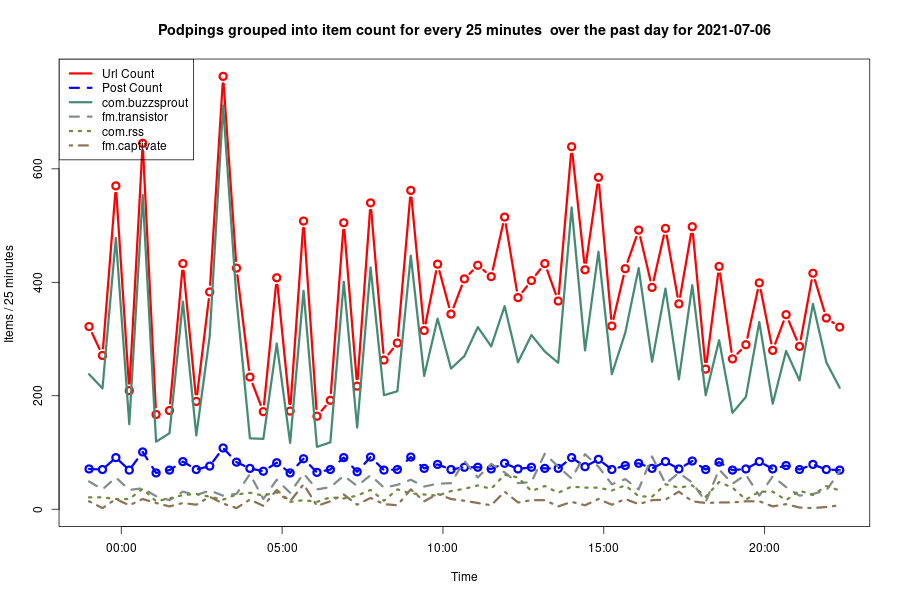 Podpings grouped into item count for every 25 minutes  over the past day for 2021-07-06
Url Count
Post Count
com.buzzsprout
fm.transistor
com.rss
fm.captivate
Items / 25 minutes
600
400
200
0
00:00 05:00 10:00 15:00 20:00
Time